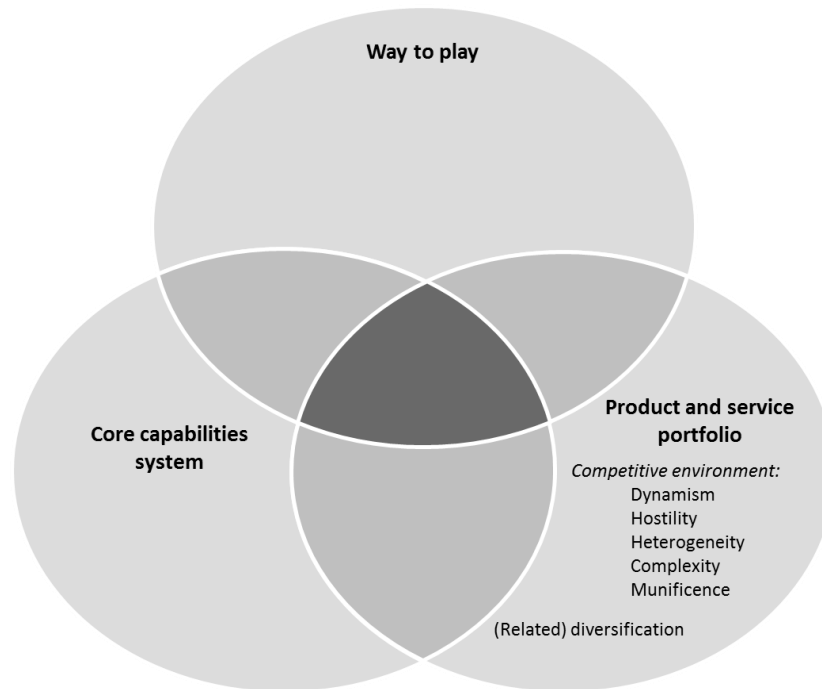 Way to play
Core capabilities
system
Product and service
portfolio
Competitive environment:
Dynamism
Hostility
Heterogeneity
Complexity
Munificence
(Related) diversification